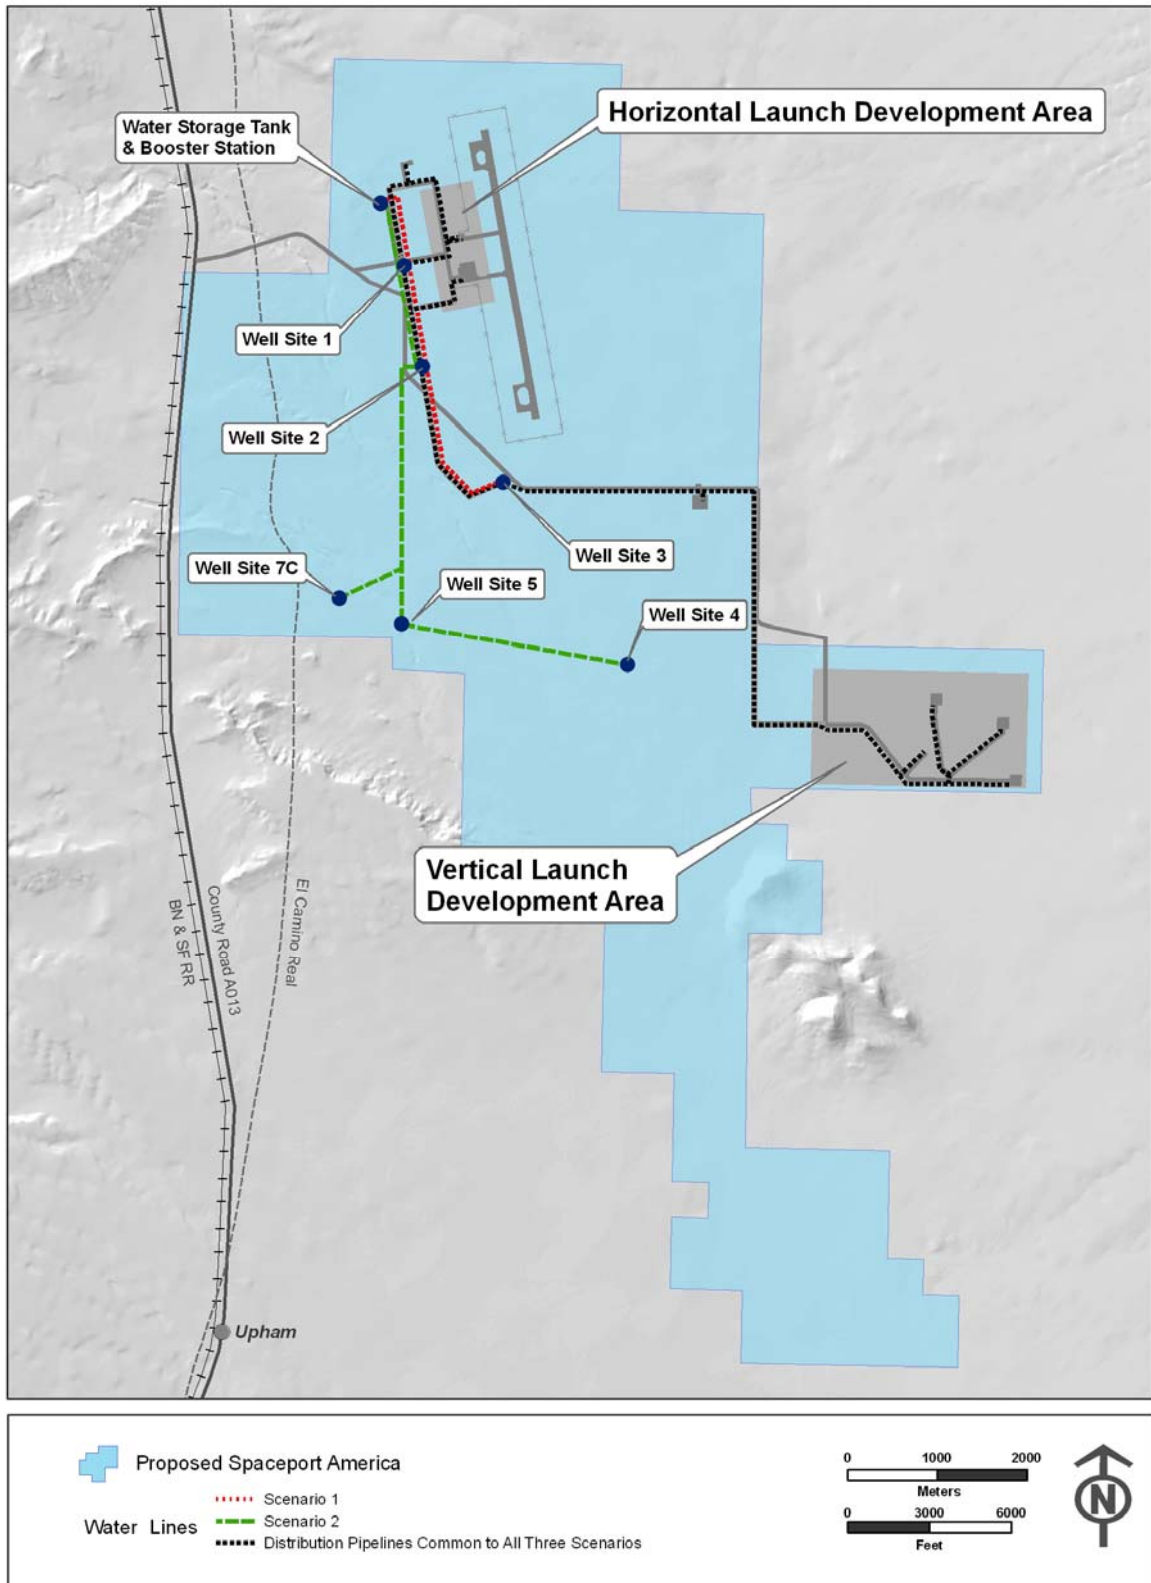 Horizontal Launch Development Area
Water Storage Tank
& Booster Station
Well Site 1
Well Site 2
Well Site 3
Well Site 7C
Well Site 5
Well Site 4
Vertical Launch
Development Area
El Camino Real
County Road A013
BN & SF RR
Upham
Proposed Spaceport America
Water Lines
Scenario 1
Scenario 2
Distribution Pipelines Common to All Three Scenarios
0 1000 2000
Meters
0 3000 6000
Feet
N